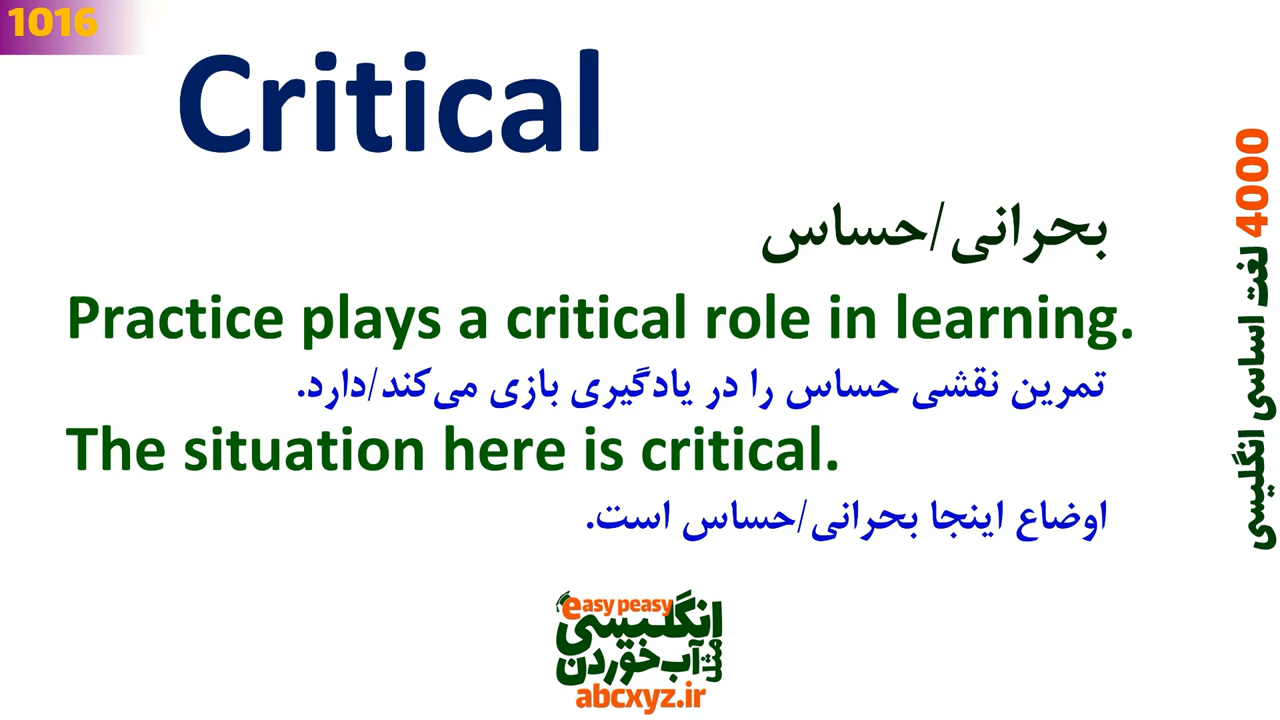 1016
Critical
بحرانی/حساس
Practice plays a critical role in learning.
تمرین نقشی حساس را در یادگیری بازی می‌کند/دارد.
The situation here is critical.
اوضاع اینجا بحرانی/حساس است.
4000 لغت اساسی انگلیسی
easy peasy
انگلیسی
مثل آب خوردن
abcxyz.ir